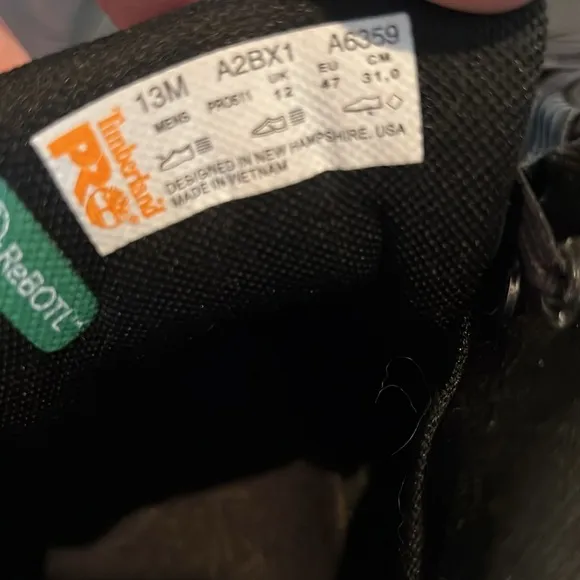 Timberland
PRO
13M A2BX1 A6359
MENS PRO611 UK EU CM
12 47 31,0
DESIGNED IN NEW HAMPSHIRE, USA
MADE IN VIETNAM
ReBOTL™